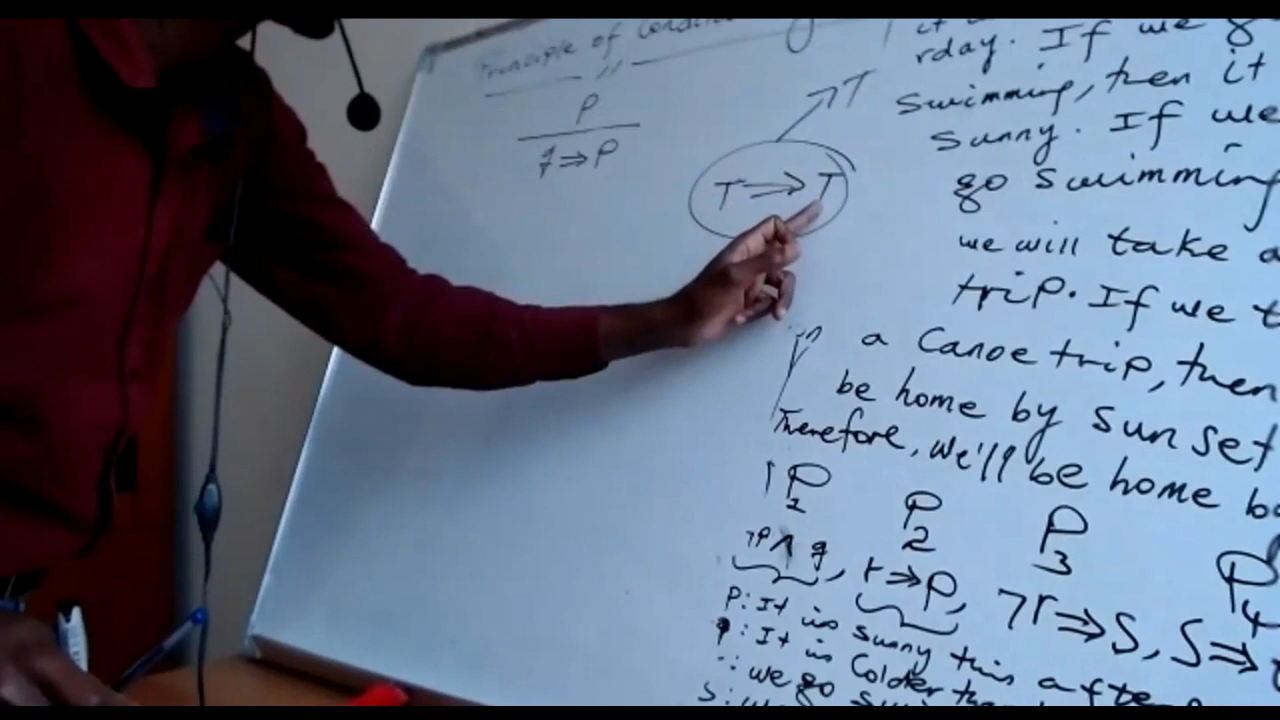 Principle of
P
q ⇒ P
T ⇒ T
T
rday. If we g
Swimming, then it
Sunny. If we
go swimming
we will take a
trip. If we t
a Canoe trip, then
be home by sunset
Therefore, we'll be home b
P1 P2 P3 P4
¬P ∧ q, r ⇒ P, ¬r ⇒ S, S ⇒
P: It is sunny this afte
q: It is Colder than
we go Swi
S: